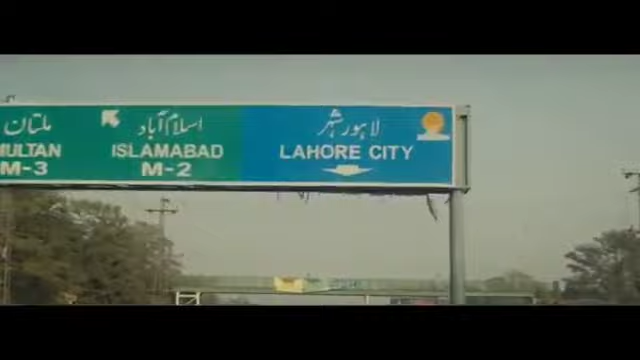 ملتان
MULTAN
M-3
اسلام آباد
ISLAMABAD
M-2
لاہور شہر
LAHORE CITY